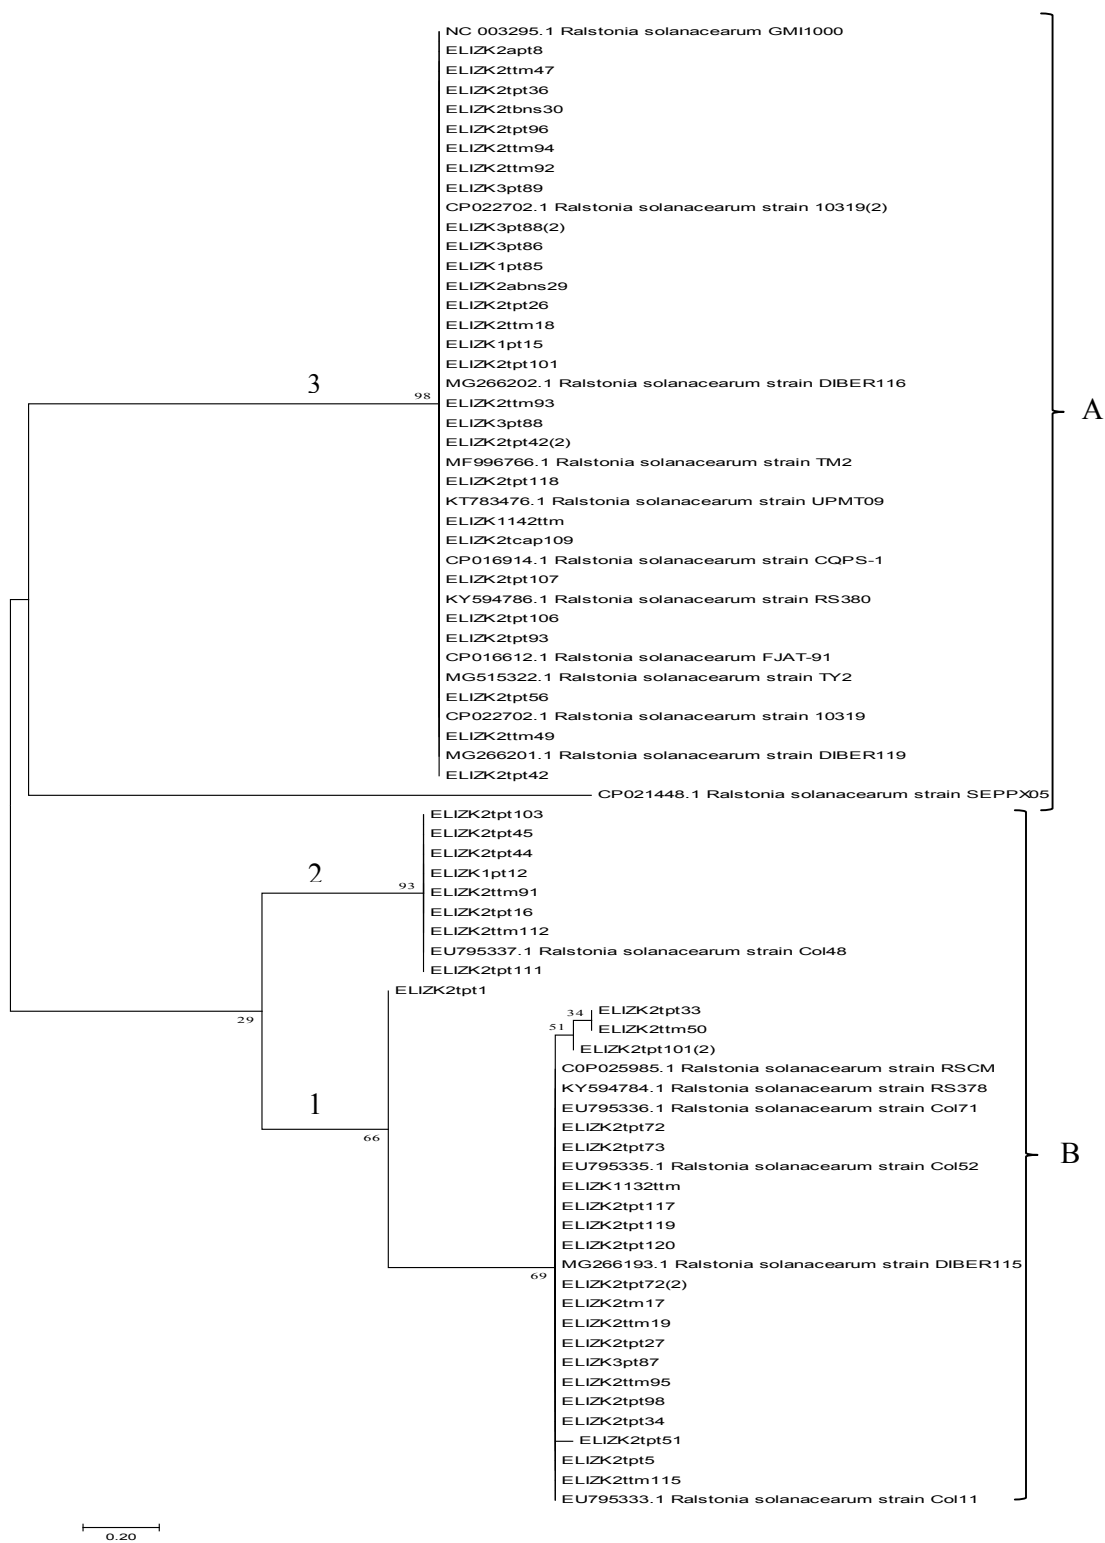 NC 003295.1 Ralstonia solanacearum GMI1000
ELIZK2apt8
ELIZK2ttm47
ELIZK2tpt36
ELIZK2tbns30
ELIZK2tpt96
ELIZK2ttm94
ELIZK2ttm92
ELIZK3pt89
CP022702.1 Ralstonia solanacearum strain 10319(2)
ELIZK3pt88(2)
ELIZK3pt86
ELIZK1pt85
ELIZK2abns29
ELIZK2tpt26
ELIZK2ttm18
ELIZK1pt15
ELIZK2tpt101
MG266202.1 Ralstonia solanacearum strain DIBER116
3
98
ELIZK2ttm93
A
ELIZK3pt88
ELIZK2tpt42(2)
MF996766.1 Ralstonia solanacearum strain TM2
ELIZK2tpt118
KT783476.1 Ralstonia solanacearum strain UPMT09
ELIZK1142ttm
ELIZK2tcap109
CP016914.1 Ralstonia solanacearum strain CQPS-1
ELIZK2tpt107
KY594786.1 Ralstonia solanacearum strain RS380
ELIZK2tpt106
ELIZK2tpt93
CP016612.1 Ralstonia solanacearum FJAT-91
MG515322.1 Ralstonia solanacearum strain TY2
ELIZK2tpt56
CP022702.1 Ralstonia solanacearum strain 10319
ELIZK2ttm49
MG266201.1 Ralstonia solanacearum strain DIBER119
ELIZK2tpt42
CP021448.1 Ralstonia solanacearum strain SEPPX05
ELIZK2tpt103
ELIZK2tpt45
ELIZK2tpt44
ELIZK1pt12
2
93
ELIZK2ttm91
ELIZK2tpt16
ELIZK2ttm112
EU795337.1 Ralstonia solanacearum strain Col48
ELIZK2tpt111
ELIZK2tpt1
34
ELIZK2tpt33
29
51
ELIZK2ttm50
ELIZK2tpt101(2)
C0P025985.1 Ralstonia solanacearum strain RSCM
KY594784.1 Ralstonia solanacearum strain RS378
1
EU795336.1 Ralstonia solanacearum strain Col71
ELIZK2tpt72
66
ELIZK2tpt73
B
EU795335.1 Ralstonia solanacearum strain Col52
ELIZK1132ttm
ELIZK2tpt117
ELIZK2tpt119
ELIZK2tpt120
MG266193.1 Ralstonia solanacearum strain DIBER115
69
ELIZK2tpt72(2)
ELIZK2tm17
ELIZK2ttm19
ELIZK2tpt27
ELIZK3pt87
ELIZK2ttm95
ELIZK2tpt98
ELIZK2tpt34
ELIZK2tpt51
ELIZK2tpt5
ELIZK2ttm115
EU795333.1 Ralstonia solanacearum strain Col11
0.20